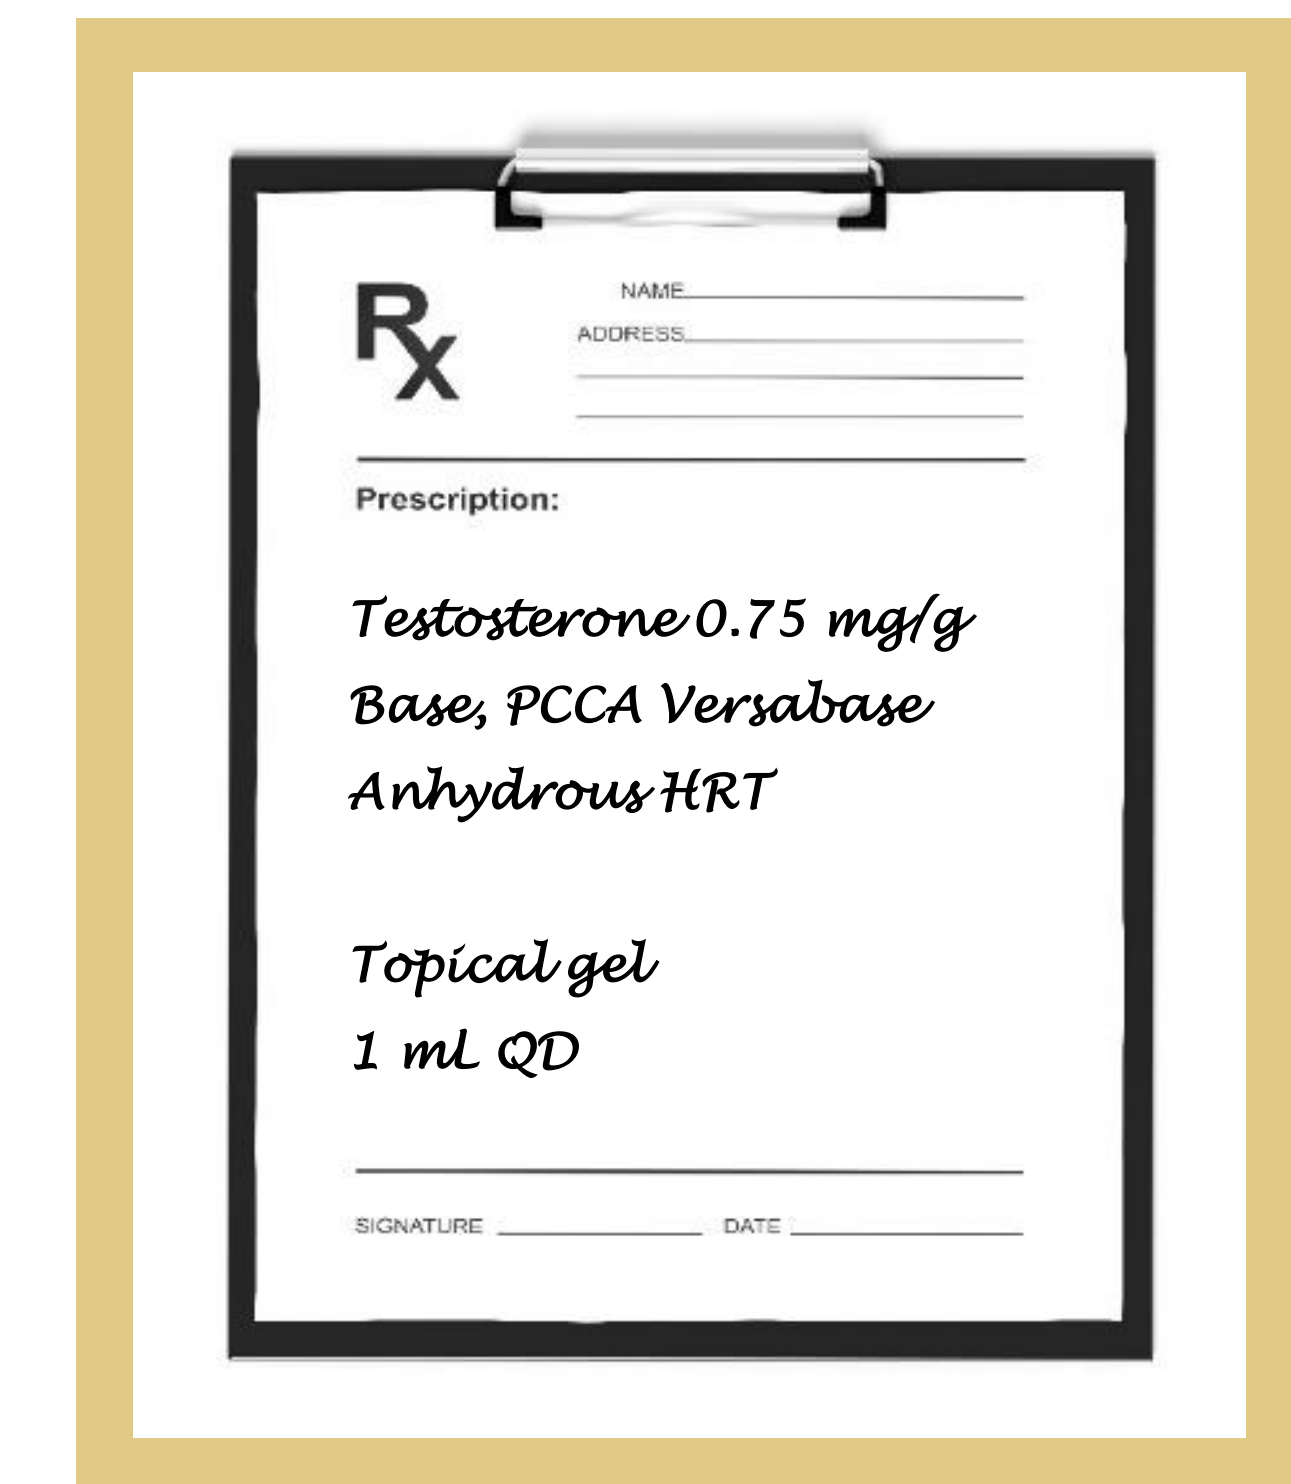 Rx
NAME
ADDRESS
Prescription:
Testosterone 0.75 mg/g
Base, PCCA Versabase
Anhydrous HRT
Topical gel
1 mL QD
SIGNATURE DATE